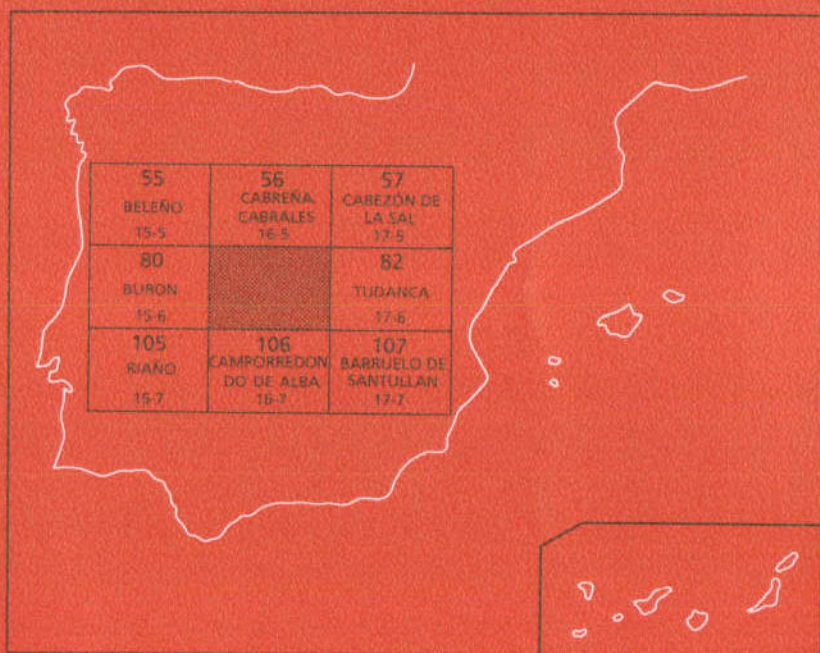 55
BELEÑO
15-5
56
CABREÑA
CABRALES
16-5
57
CABEZÓN DE
LA SAL
17-5
80
BURON
15-6
82
TUDANCA
17-6
105
RIAÑO
15-7
106
CAMPORREDON
DO DE ALBA
16-7
107
BARRUELO DE
SANTULLAN
17-7